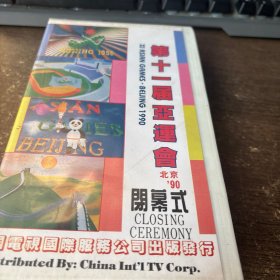 BEIJING 1990
ASIAN
GAMES
BEIJING
第十一届亞運會
XI ASIAN GAMES · BEIJING 1990
北京
'90
閉幕式
CLOSING
CEREMONY
國電視國際服務公司出版發行
stributed By: China Int'l TV Corp.